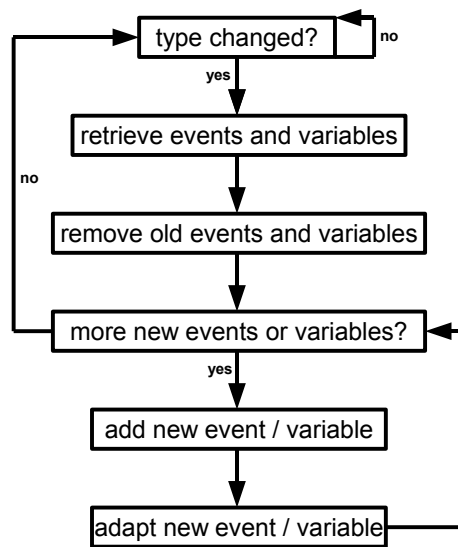 type changed?
no
yes
retrieve events and variables
no
remove old events and variables
more new events or variables?
yes
add new event / variable
adapt new event / variable